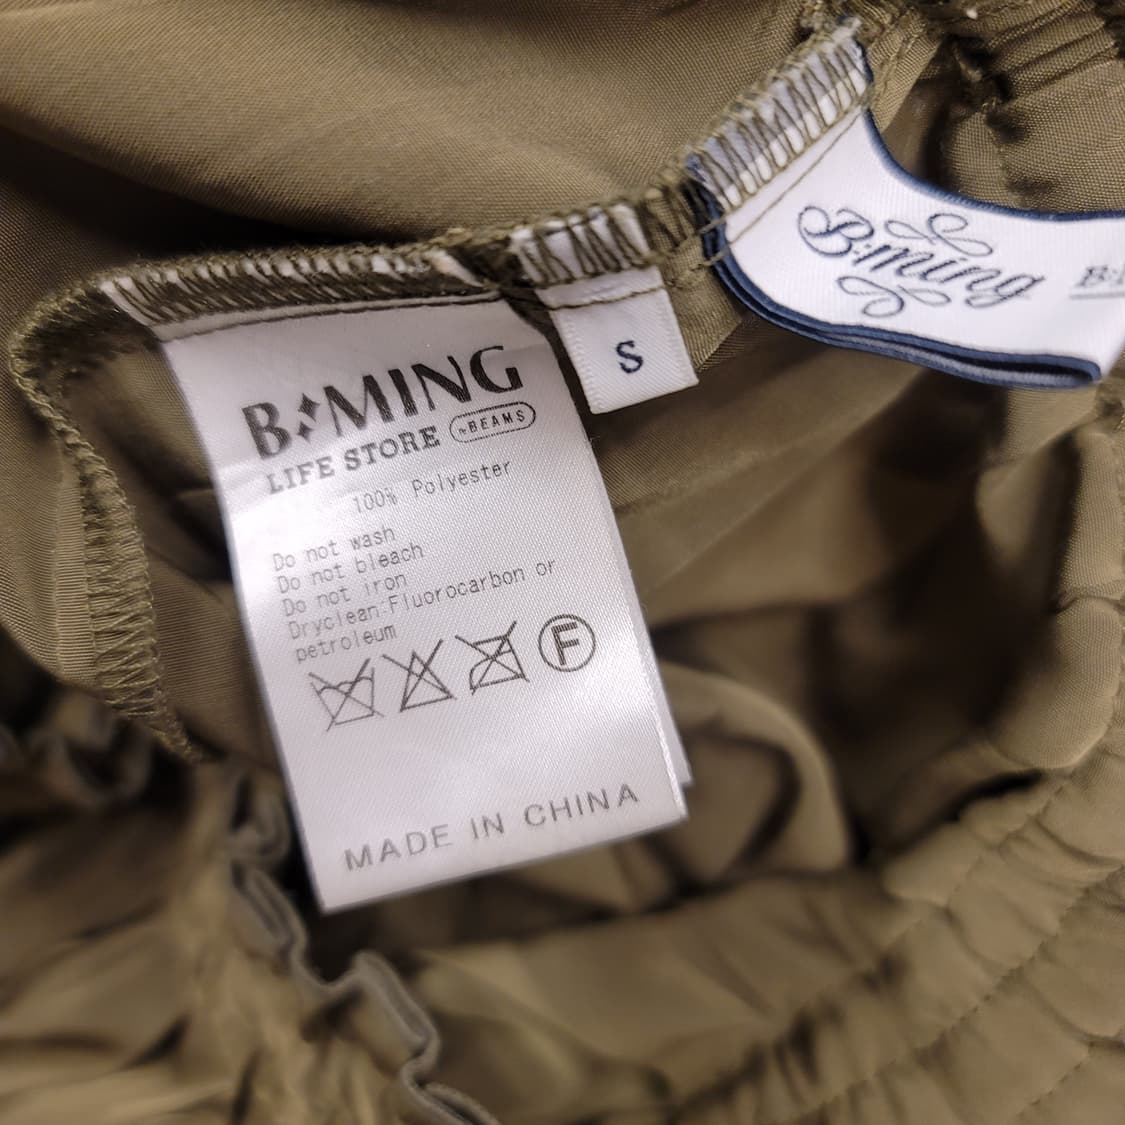 B:MING
LIFE STORE by BEAMS
100% Polyester
Do not wash
Do not bleach
Do not iron
Dryclean:Fluorocarbon or
petroleum
F
MADE IN CHINA
S
B:ming